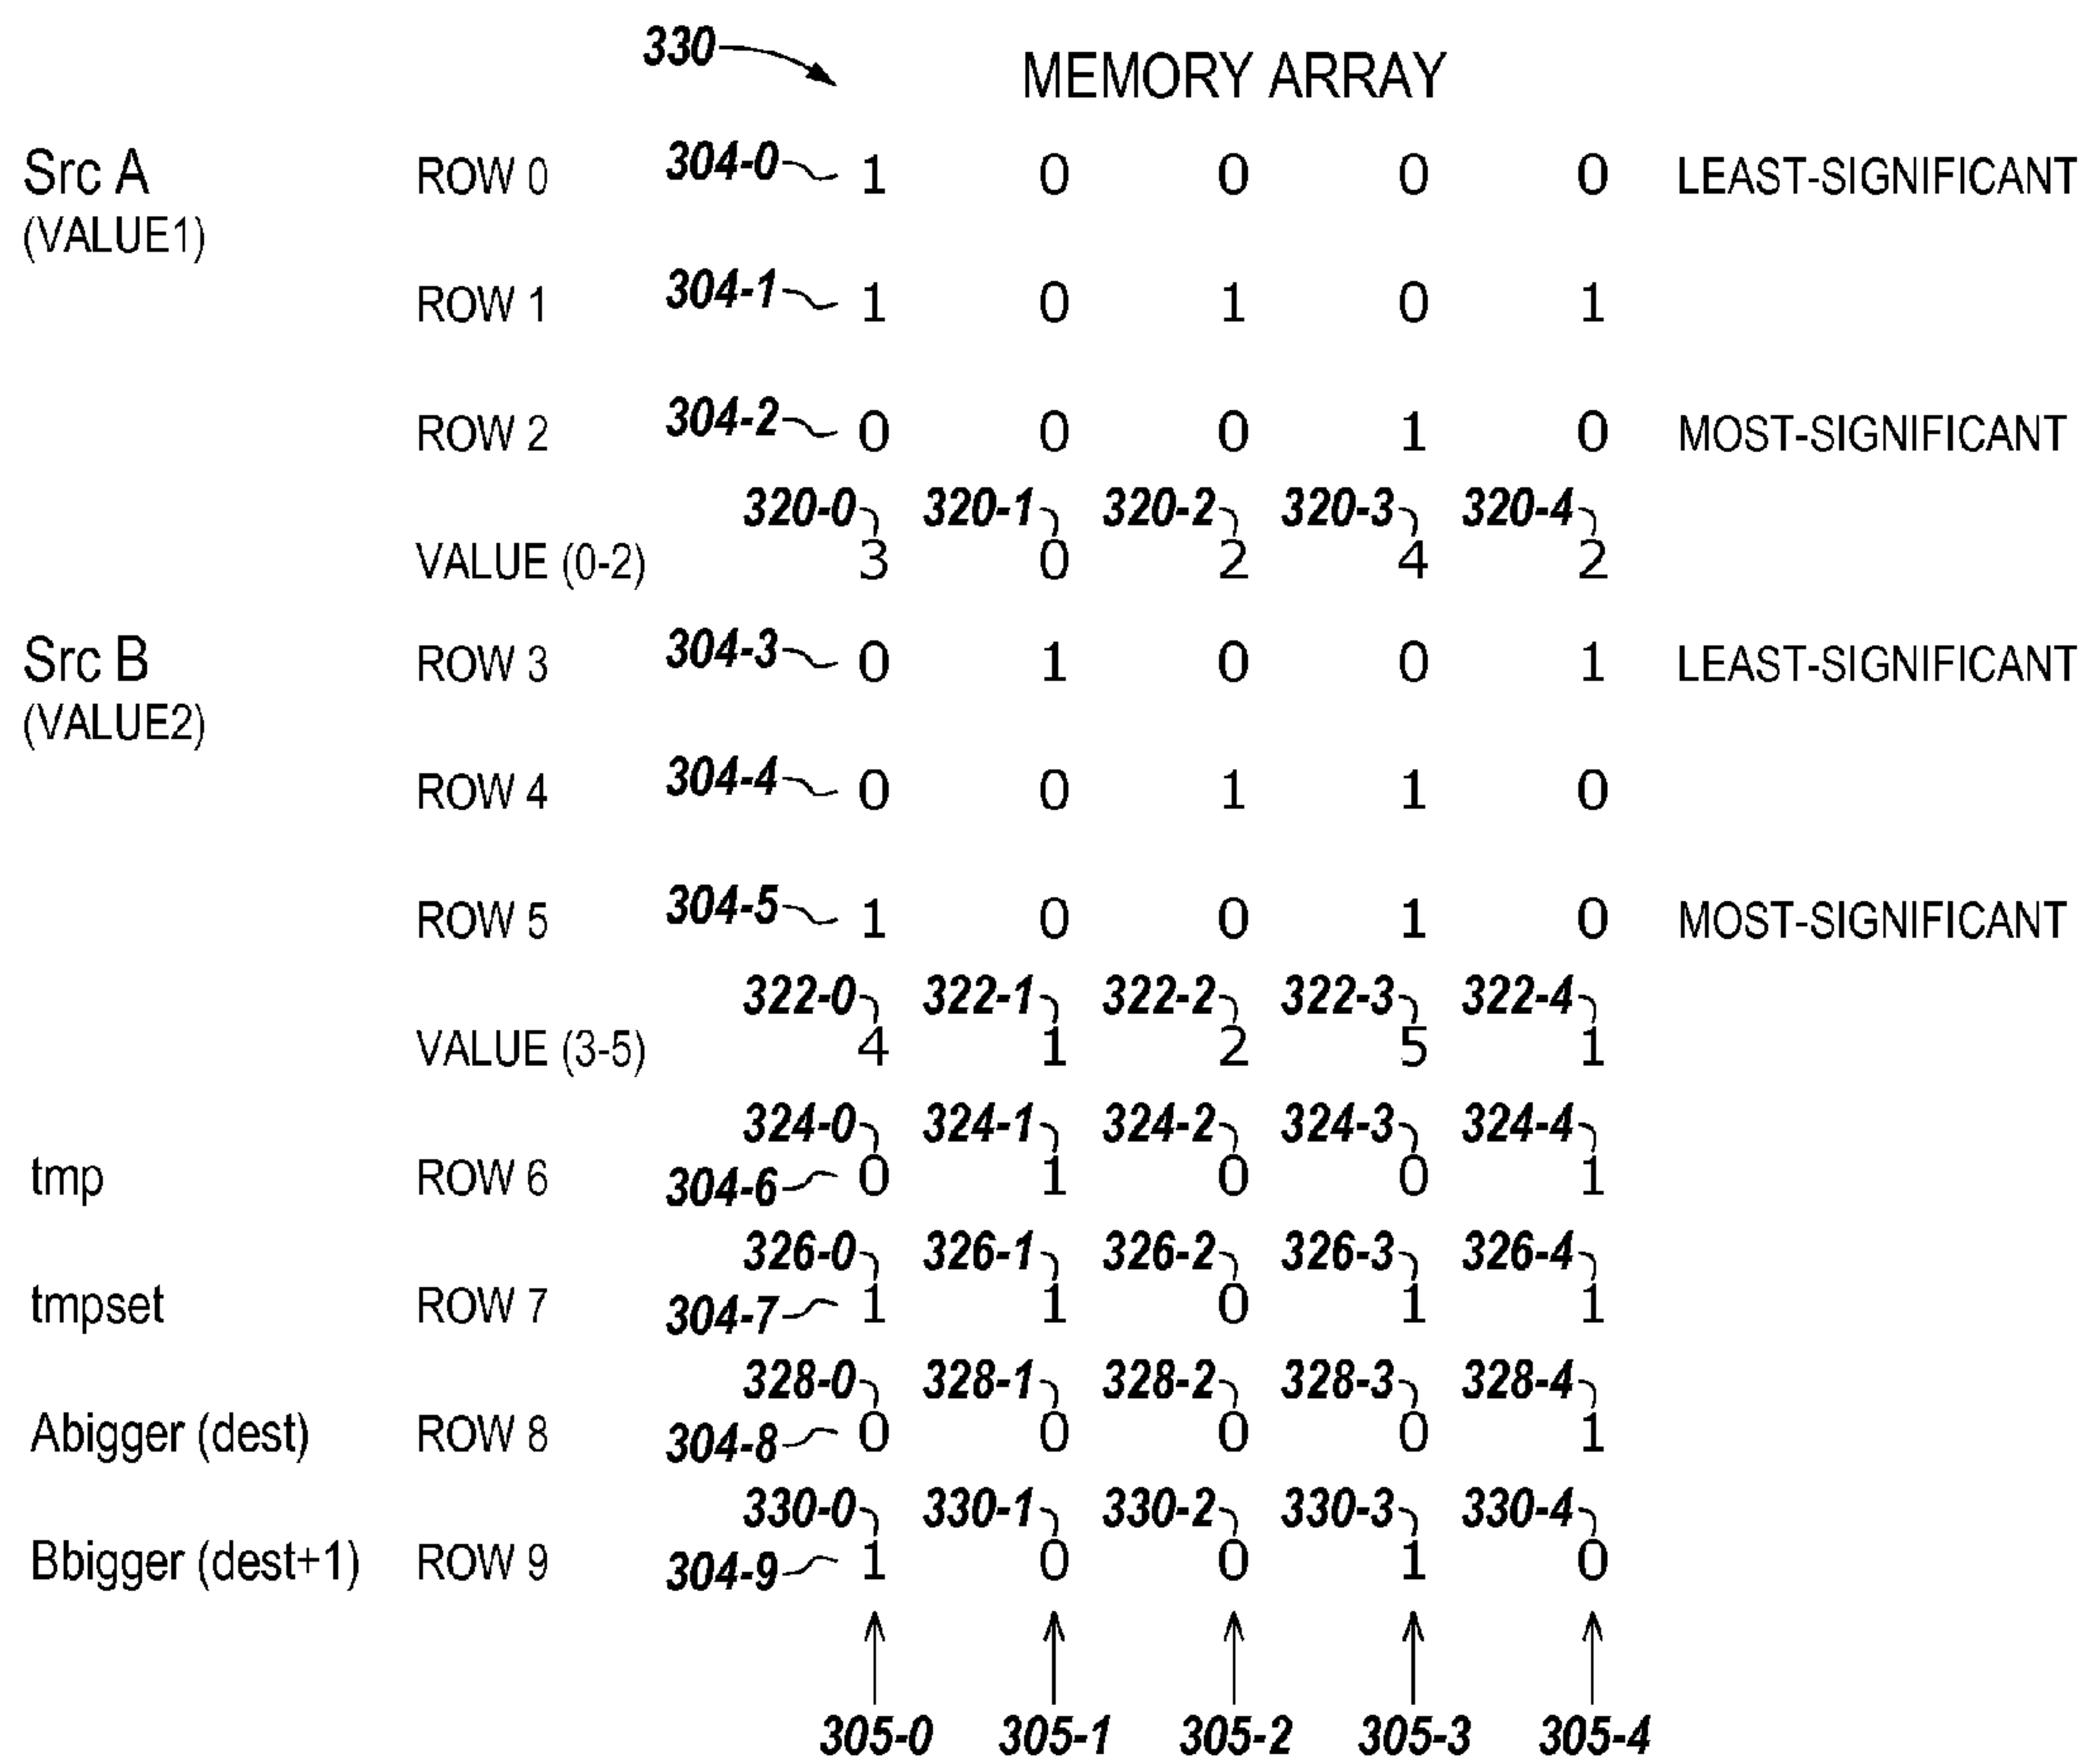 330 MEMORY ARRAY
Src A ROW 0 304-0 1 0 0 0 0 LEAST-SIGNIFICANT
(VALUE1)
ROW 1 304-1 1 0 1 0 1
ROW 2 304-2 0 0 0 1 0 MOST-SIGNIFICANT
320-0 320-1 320-2 320-3 320-4
VALUE (0-2) 3 0 2 4 2
Src B ROW 3 304-3 0 1 0 0 1 LEAST-SIGNIFICANT
(VALUE2)
ROW 4 304-4 0 0 1 1 0
ROW 5 304-5 1 0 0 1 0 MOST-SIGNIFICANT
322-0 322-1 322-2 322-3 322-4
VALUE (3-5) 4 1 2 5 1
324-0 324-1 324-2 324-3 324-4
tmp ROW 6 304-6 0 1 0 0 1
326-0 326-1 326-2 326-3 326-4
tmpset ROW 7 304-7 1 1 0 1 1
328-0 328-1 328-2 328-3 328-4
Abigger (dest) ROW 8 304-8 0 0 0 0 1
330-0 330-1 330-2 330-3 330-4
Bbigger (dest+1) ROW 9 304-9 1 0 0 1 0
305-0 305-1 305-2 305-3 305-4